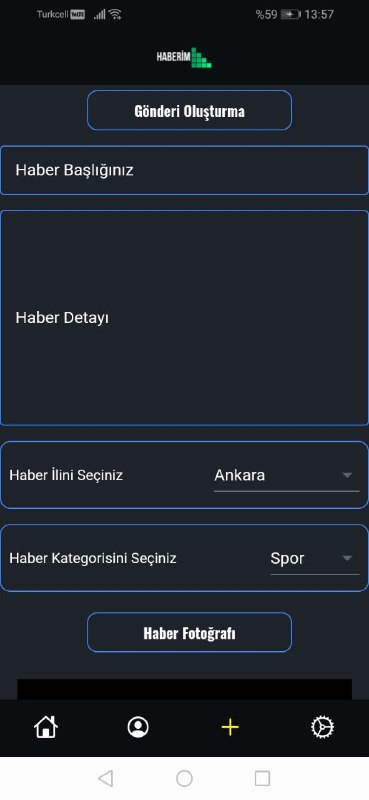 Turkcell VoLTE %59 13:57
HABERİM
Gönderi Oluşturma
Haber Başlığınız
Haber Detayı
Haber İlini Seçiniz Ankara
Haber Kategorisini Seçiniz Spor
Haber Fotoğrafı